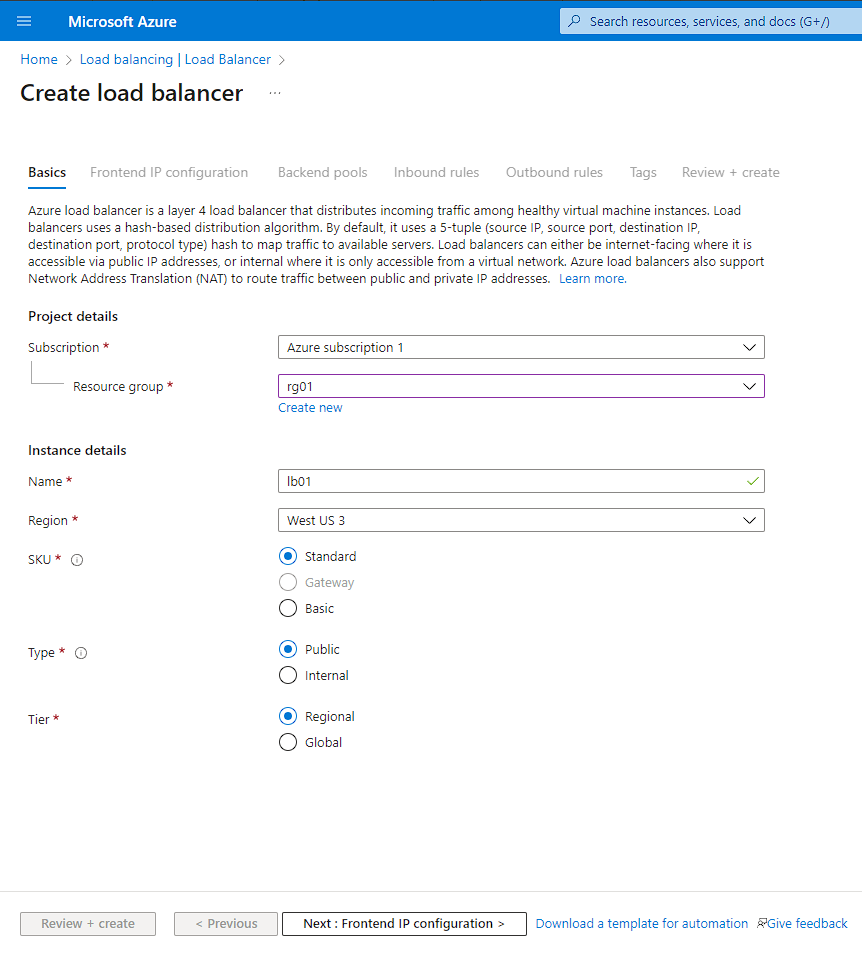 Microsoft Azure
Search resources, services, and docs (G+/)
Home > Load balancing | Load Balancer >
Create load balancer ...
Basics Frontend IP configuration Backend pools Inbound rules Outbound rules Tags Review + create
Azure load balancer is a layer 4 load balancer that distributes incoming traffic among healthy virtual machine instances. Load
balancers uses a hash-based distribution algorithm. By default, it uses a 5-tuple (source IP, source port, destination IP,
destination port, protocol type) hash to map traffic to available servers. Load balancers can either be internet-facing where it is
accessible via public IP addresses, or internal where it is only accessible from a virtual network. Azure load balancers also support
Network Address Translation (NAT) to route traffic between public and private IP addresses. Learn more.
Project details
Subscription * Azure subscription 1
Resource group * rg01
Create new
Instance details
Name * lb01
Region * West US 3
SKU * Standard
Gateway
Basic
Type * Public
Internal
Tier * Regional
Global
Review + create < Previous Next : Frontend IP configuration > Download a template for automation Give feedback